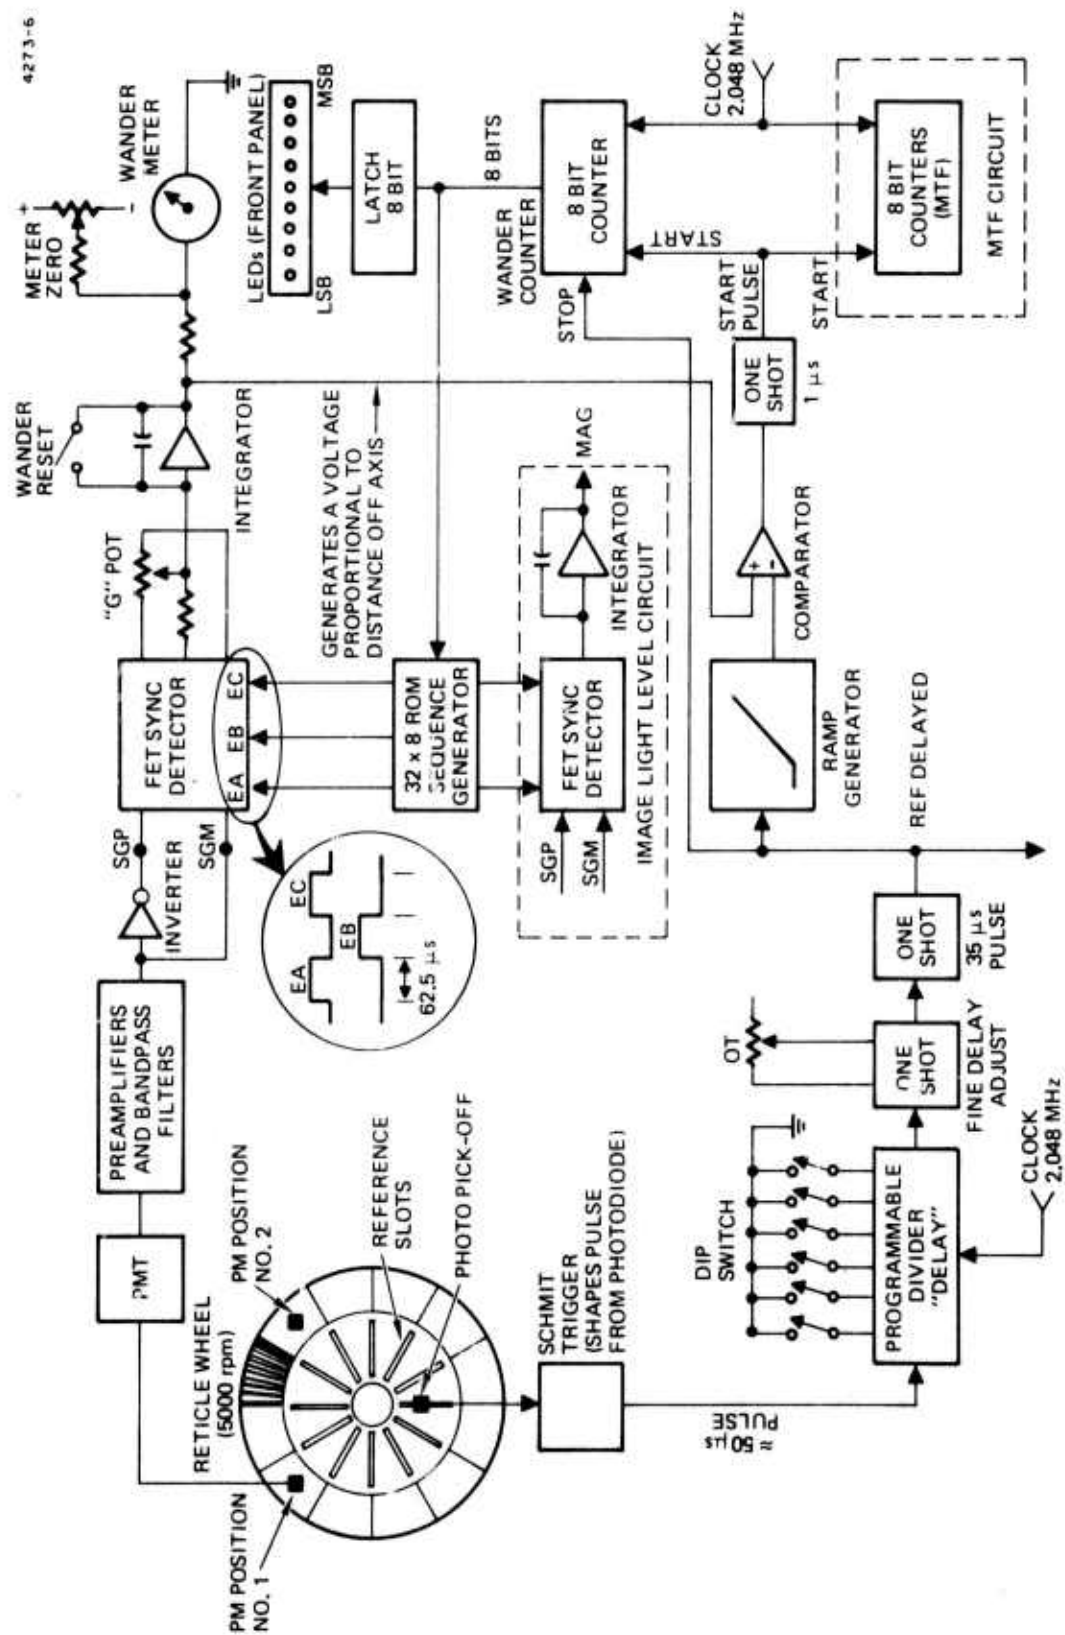 4273-6
PREAMPLIFIERS
AND BANDPASS
FILTERS
PMT
SGP
INVERTER
SGM
FET SYNC
DETECTOR
EA
EB
EC
"G" POT
WANDER
RESET
INTEGRATOR
METER
ZERO
+
−
WANDER
METER
EA
EC
EB
62.5 μs
GENERATES A VOLTAGE
PROPORTIONAL TO
DISTANCE OFF AXIS
LEDs (FRONT PANEL)
LSB
MSB
LATCH
8 BIT
32 x 8 ROM
SEQUENCE
GENERATOR
8 BITS
WANDER
COUNTER
STOP
8 BIT
COUNTER
START
CLOCK
2.048 MHz
SGP
SGM
FET SYNC
DETECTOR
INTEGRATOR
MAG
IMAGE LIGHT LEVEL CIRCUIT
RETICLE WHEEL
(5000 rpm)
PM POSITION
NO. 1
PM POSITION
NO. 2
REFERENCE
SLOTS
PHOTO PICK-OFF
SCHMIT
TRIGGER
(SHAPES PULSE
FROM PHOTODIODE)
≈ 50 μs
PULSE
DIP
SWITCH
PROGRAMMABLE
DIVIDER
"DELAY"
CLOCK
2.048 MHz
OT
ONE
SHOT
FINE DELAY
ADJUST
ONE
SHOT
35 μs
PULSE
REF DELAYED
RAMP
GENERATOR
+
−
COMPARATOR
ONE
SHOT
1 μs
START
PULSE
START
8 BIT
COUNTERS
(MTF)
MTF CIRCUIT